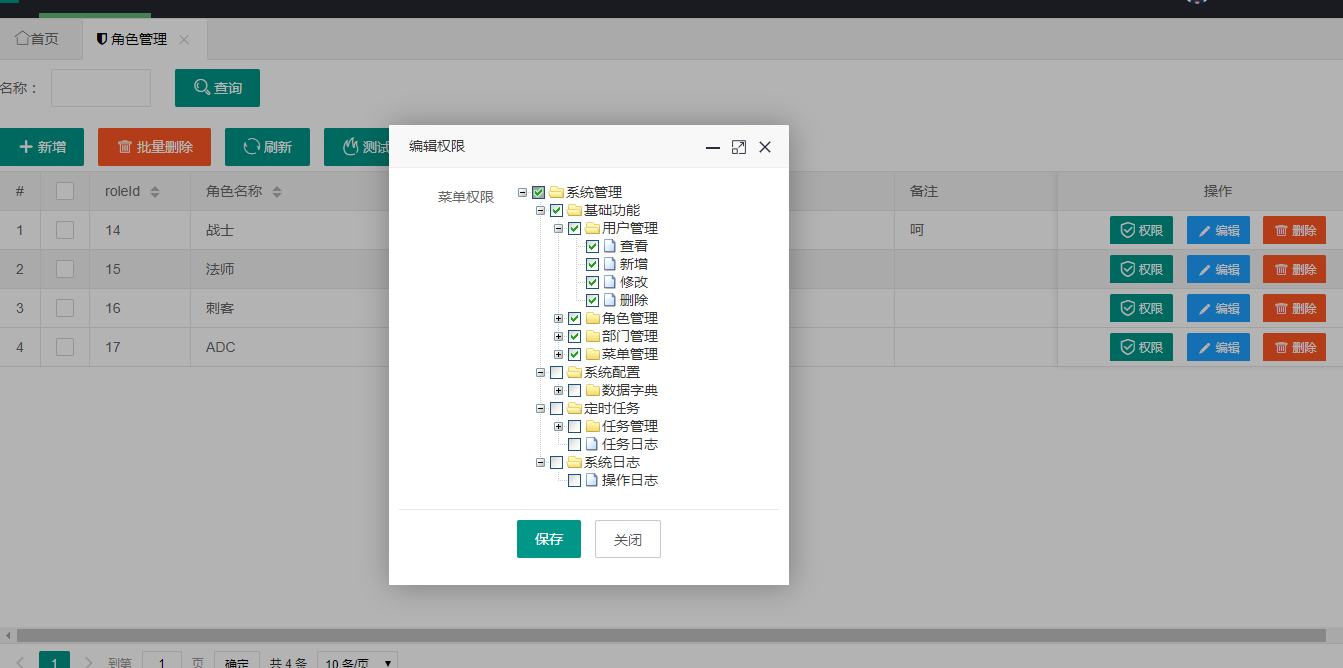 首页 角色管理
名称： 查询
新增 批量删除 刷新 测试
# roleId 角色名称 备注 操作
1 14 战士 呵 权限 编辑 删除
2 15 法师 权限 编辑 删除
3 16 刺客 权限 编辑 删除
4 17 ADC 权限 编辑 删除
编辑权限
菜单权限
系统管理
基础功能
用户管理
查看
新增
修改
删除
角色管理
部门管理
菜单管理
系统配置
数据字典
定时任务
任务管理
任务日志
系统日志
操作日志
保存 关闭
1 到第 1 页 确定 共 4 条 10 条/页